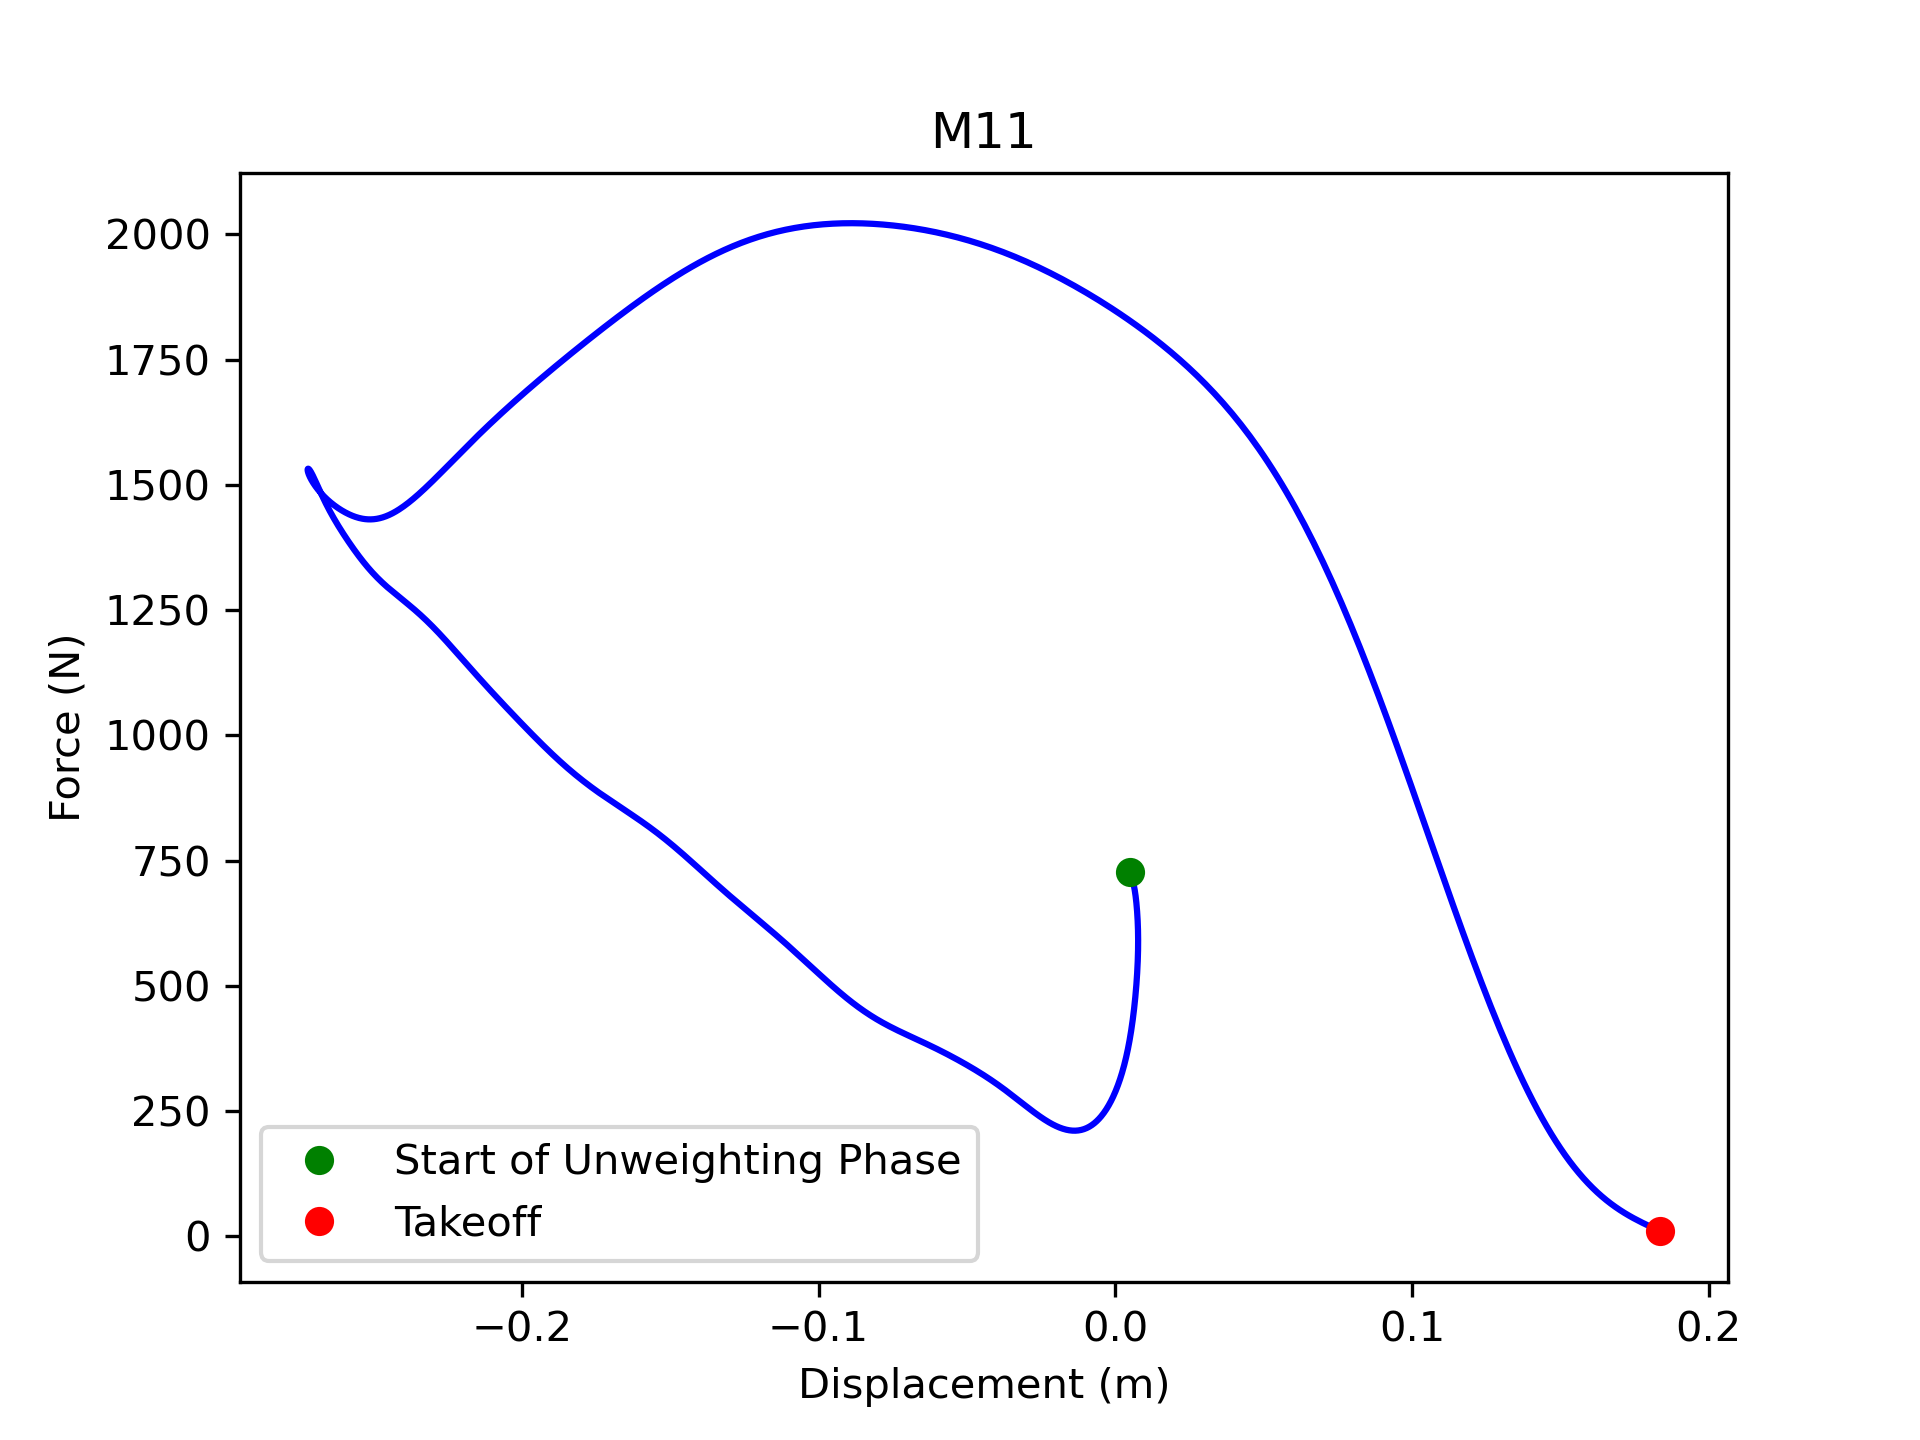 M11
2000
1750
1500
1250
1000
750
500
250
0
Force (N)
Start of Unweighting Phase
Takeoff
−0.2 −0.1 0.0 0.1 0.2
Displacement (m)